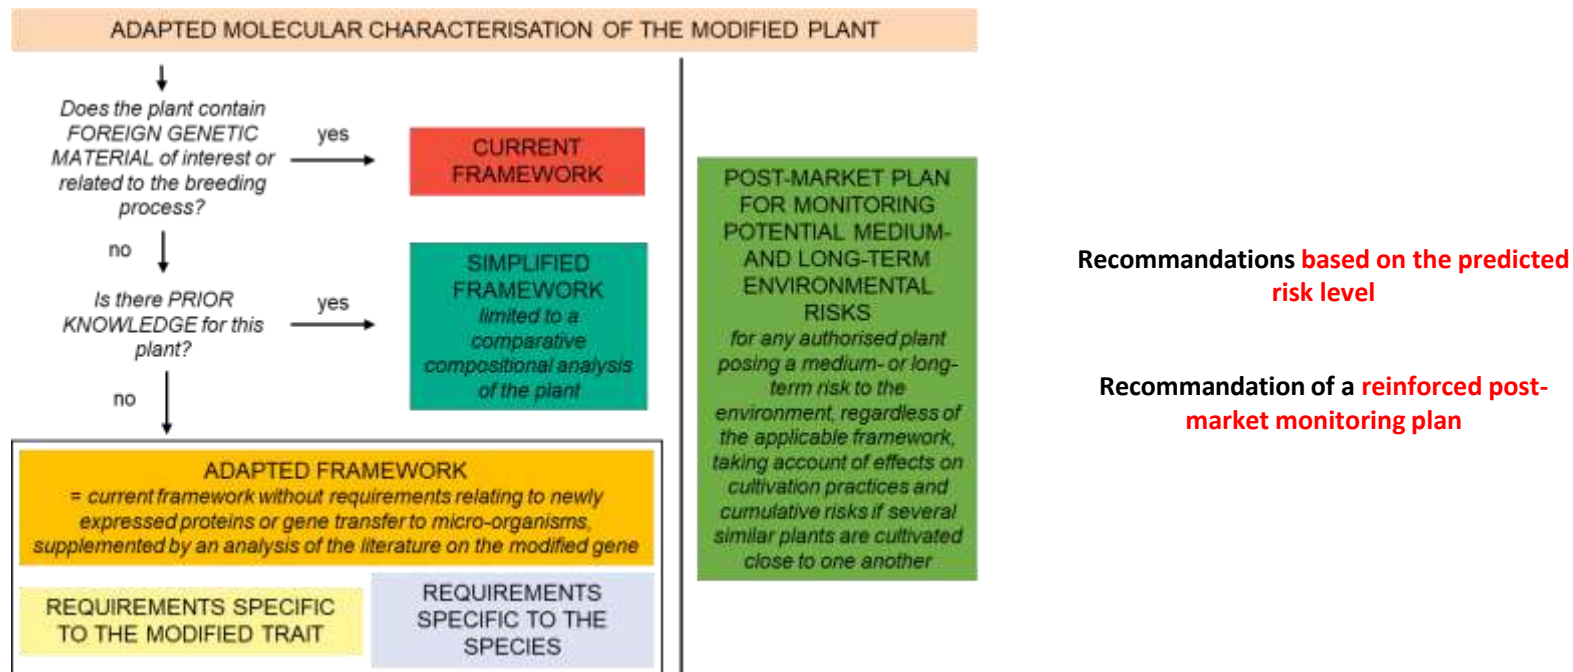 ADAPTED MOLECULAR CHARACTERISATION OF THE MODIFIED PLANT
Does the plant contain
FOREIGN GENETIC
MATERIAL of interest or
related to the breeding
process?
yes
CURRENT
FRAMEWORK
no
Is there PRIOR
KNOWLEDGE for this
plant?
yes
SIMPLIFIED
FRAMEWORK
limited to a
comparative
compositional analysis
of the plant
no
ADAPTED FRAMEWORK
= current framework without requirements relating to newly
expressed proteins or gene transfer to micro-organisms,
supplemented by an analysis of the literature on the modified gene
REQUIREMENTS SPECIFIC
TO THE MODIFIED TRAIT
REQUIREMENTS
SPECIFIC TO THE
SPECIES
POST-MARKET PLAN
FOR MONITORING
POTENTIAL MEDIUM-
AND LONG-TERM
ENVIRONMENTAL
RISKS
for any authorised plant
posing a medium- or long-
term risk to the
environment, regardless of
the applicable framework,
taking account of effects on
cultivation practices and
cumulative risks if several
similar plants are cultivated
close to one another
Recommandations based on the predicted
risk level
Recommandation of a reinforced post-
market monitoring plan